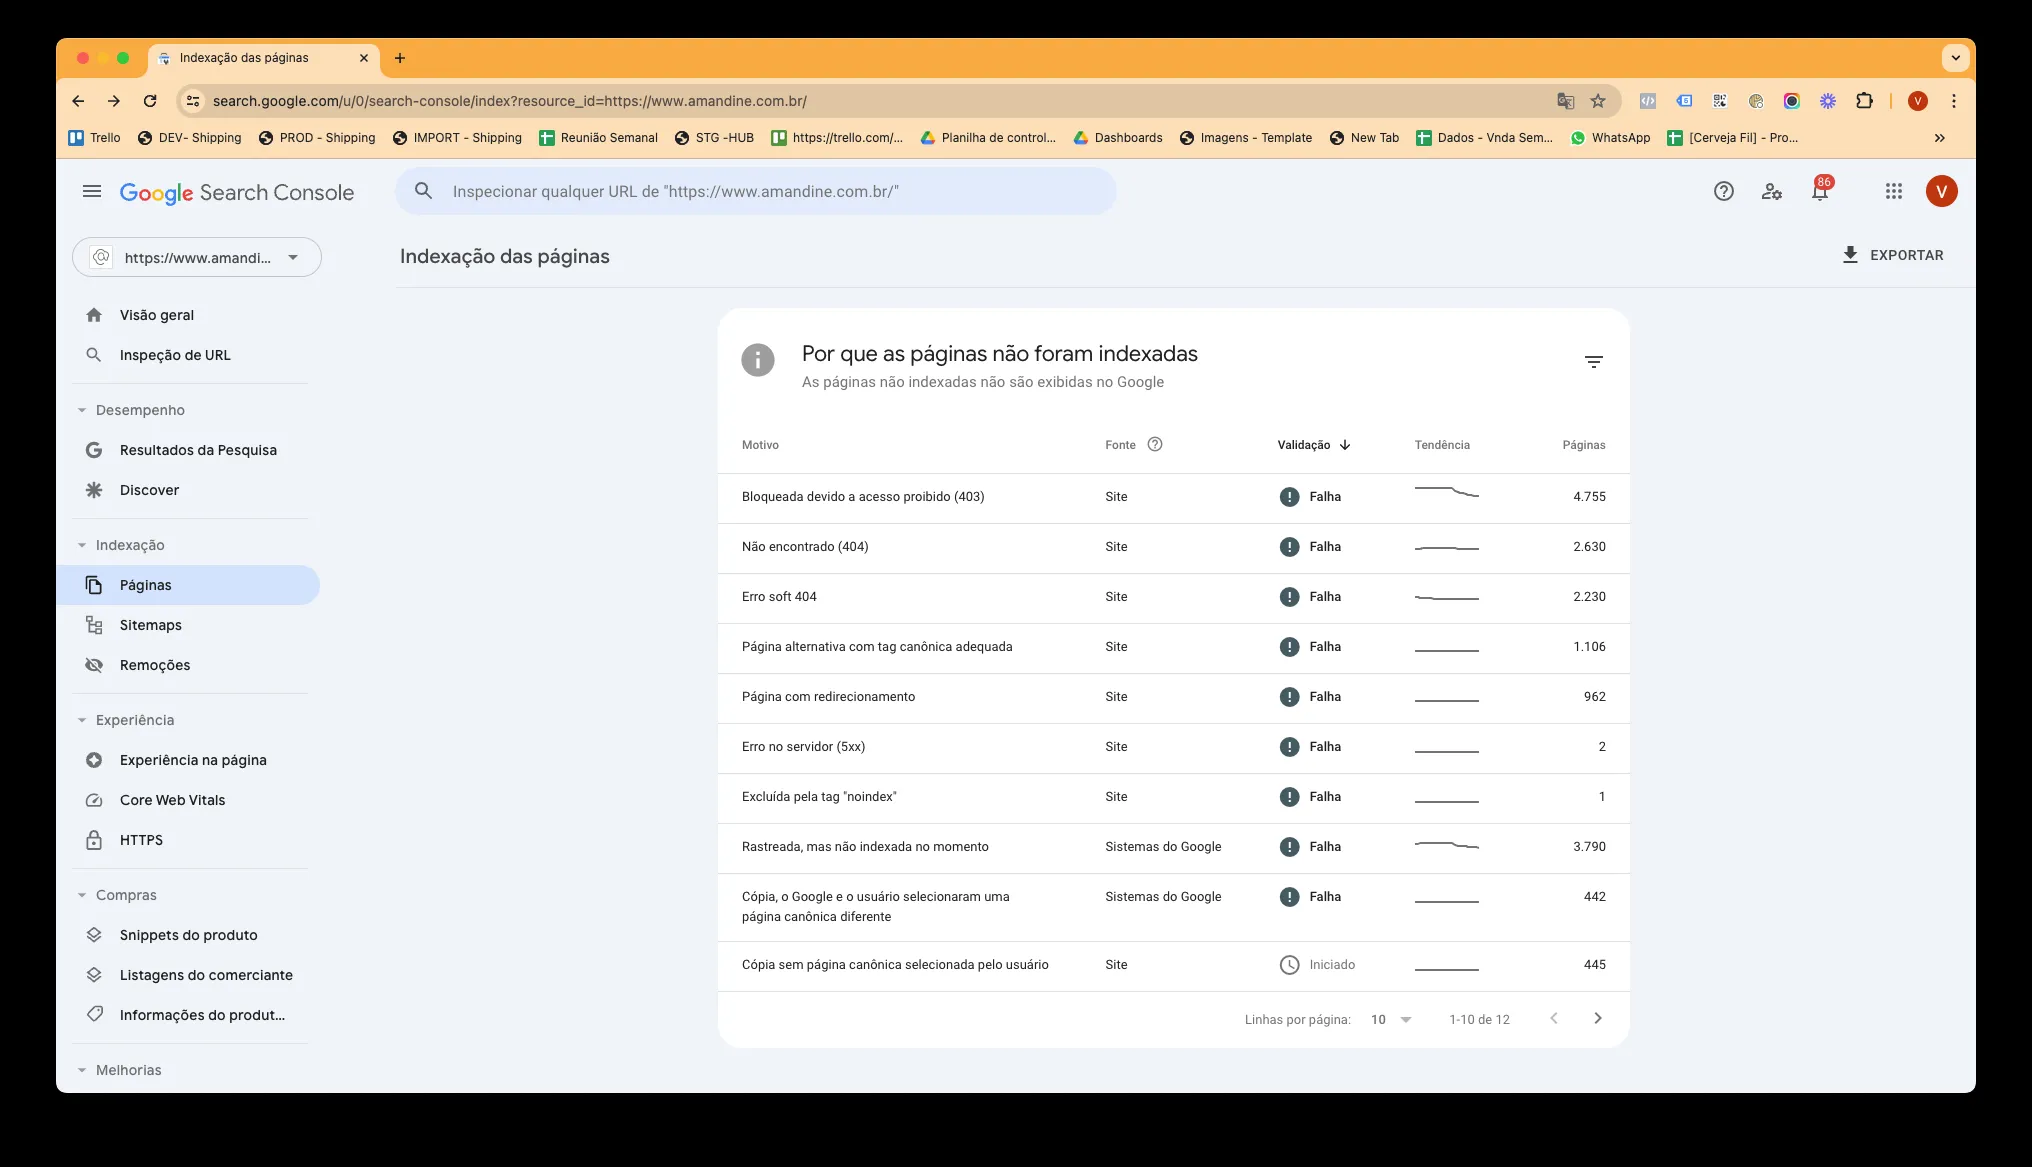 Indexação das páginas
search.google.com/u/0/search-console/index?resource_id=https://www.amandine.com.br/
V
Trello
DEV- Shipping
PROD - Shipping
IMPORT - Shipping
Reunião Semanal
STG -HUB
https://trello.com/...
Planilha de control...
Dashboards
Imagens - Template
New Tab
Dados - Vnda Sem...
WhatsApp
[Cerveja Fil] - Pro...
Google Search Console
Inspecionar qualquer URL de "https://www.amandine.com.br/"
86
V
https://www.amandi...
Indexação das páginas
EXPORTAR
Visão geral
Inspeção de URL
Desempenho
Resultados da Pesquisa
Discover
Indexação
Páginas
Sitemaps
Remoções
Experiência
Experiência na página
Core Web Vitals
HTTPS
Compras
Snippets do produto
Listagens do comerciante
Informações do produt...
Melhorias
Por que as páginas não foram indexadas
As páginas não indexadas não são exibidas no Google
Motivo Fonte Validação Tendência Páginas
Bloqueada devido a acesso proibido (403) Site Falha 4.755
Não encontrado (404) Site Falha 2.630
Erro soft 404 Site Falha 2.230
Página alternativa com tag canônica adequada Site Falha 1.106
Página com redirecionamento Site Falha 962
Erro no servidor (5xx) Site Falha 2
Excluída pela tag "noindex" Site Falha 1
Rastreada, mas não indexada no momento Sistemas do Google Falha 3.790
Cópia, o Google e o usuário selecionaram uma Sistemas do Google Falha 442
página canônica diferente
Cópia sem página canônica selecionada pelo usuário Site Iniciado 445
Linhas por página: 10 1-10 de 12